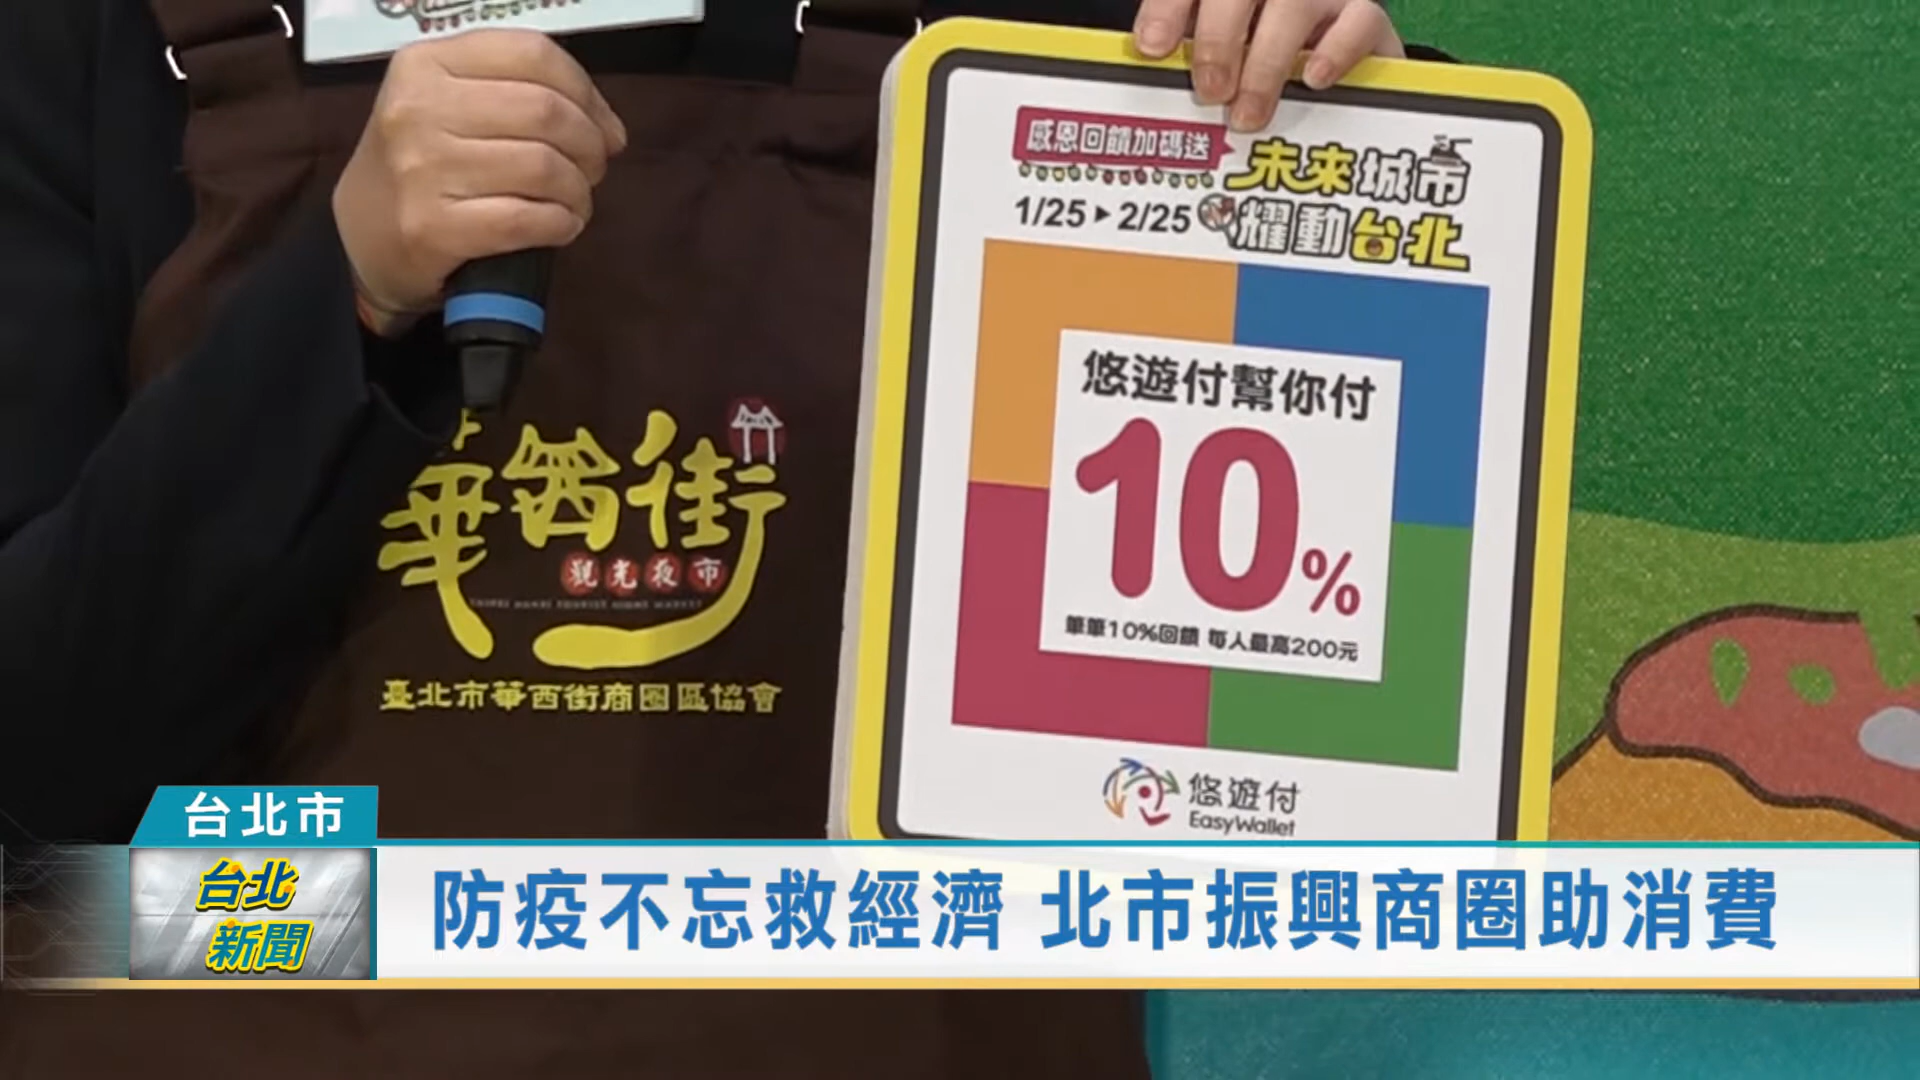 感恩回饋加碼送
1/25 ▸ 2/25
未來城市
耀動台北
悠遊付幫你付
10%
筆筆10%回饋 每人最高200元
悠遊付
EasyWallet
華西街
觀光夜市
臺北市華西街商圈區協會
台北市
台北
新聞
防疫不忘救經濟 北市振興商圈助消費